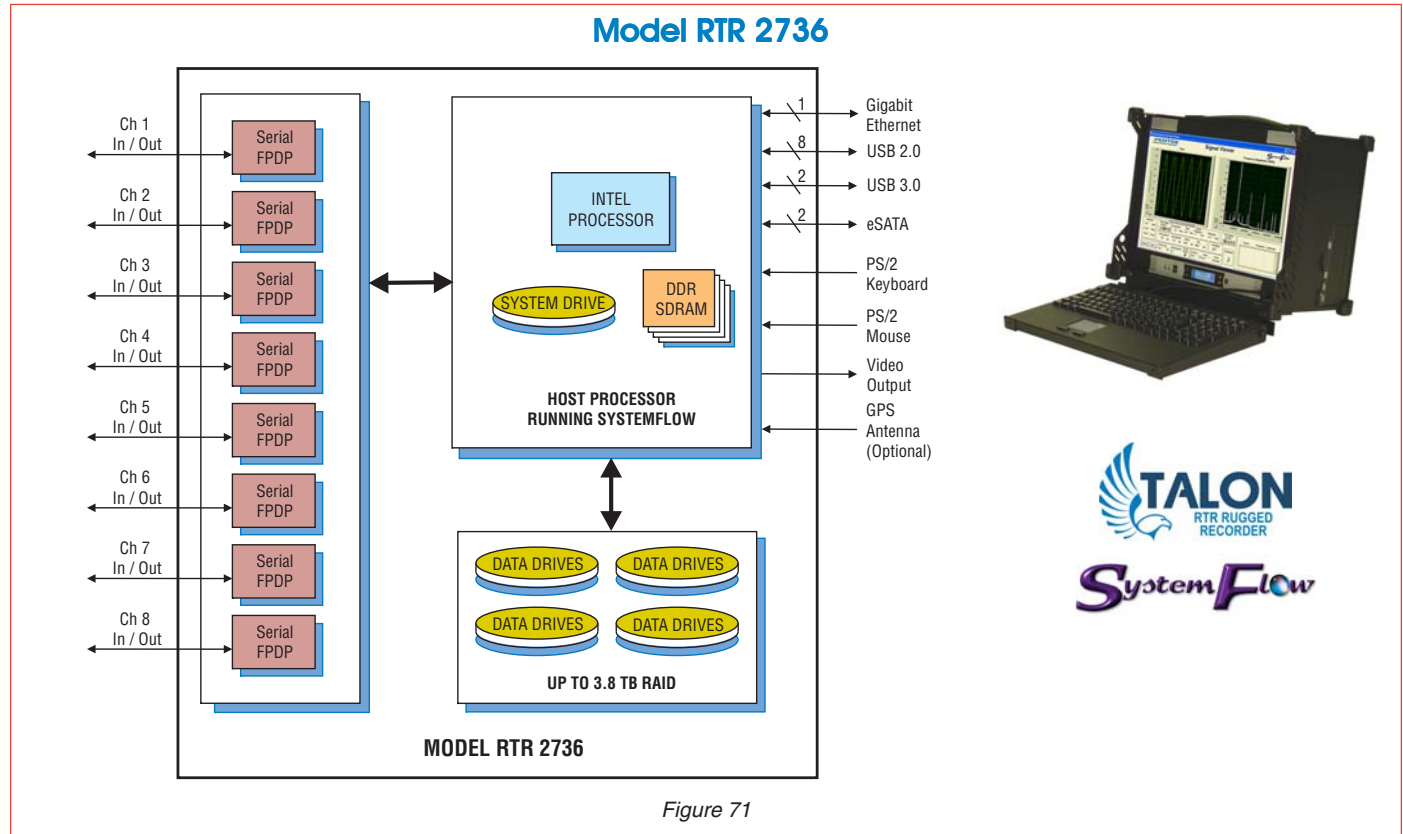 Model RTR 2736
Ch 1
In / Out
Serial
FPDP
Ch 2
In / Out
Serial
FPDP
Ch 3
In / Out
Serial
FPDP
Ch 4
In / Out
Serial
FPDP
Ch 5
In / Out
Serial
FPDP
Ch 6
In / Out
Serial
FPDP
Ch 7
In / Out
Serial
FPDP
Ch 8
In / Out
Serial
FPDP
INTEL
PROCESSOR
SYSTEM DRIVE
DDR
SDRAM
HOST PROCESSOR
RUNNING SYSTEMFLOW
1
Gigabit
Ethernet
8
USB 2.0
2
USB 3.0
2
eSATA
PS/2
Keyboard
PS/2
Mouse
Video
Output
GPS
Antenna
(Optional)
DATA DRIVES
DATA DRIVES
DATA DRIVES
DATA DRIVES
UP TO 3.8 TB RAID
MODEL RTR 2736
Signal Viewer
TALON
RTR RUGGED
RECORDER
SystemFlow
Figure 71